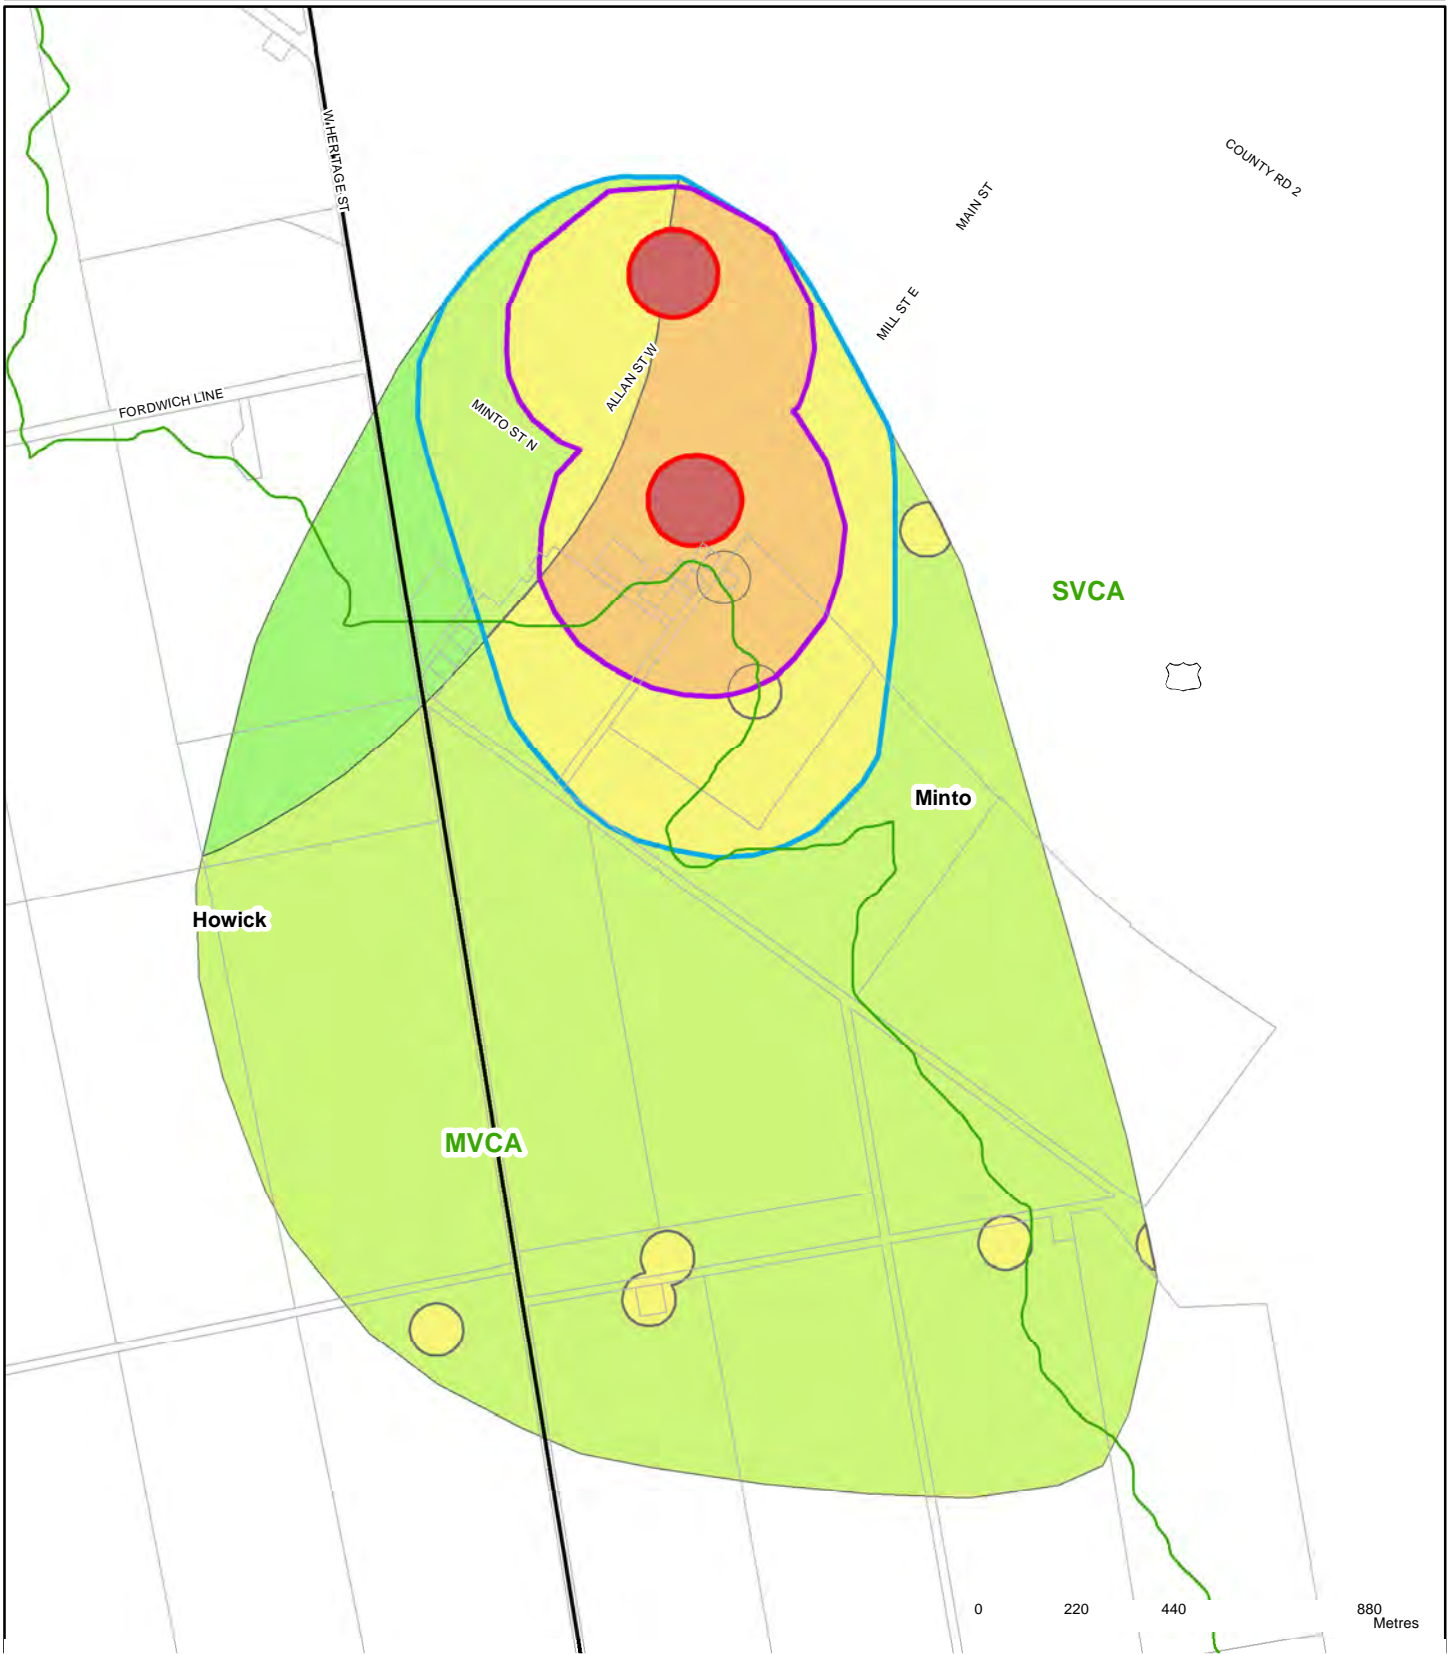 W HERITAGE ST
COUNTY RD 2
MAIN ST
MILL ST E
ALLAN ST W
FORDWICH LINE
MINTO ST N
SVCA
Minto
Howick
MVCA
0 220 440 880
Metres